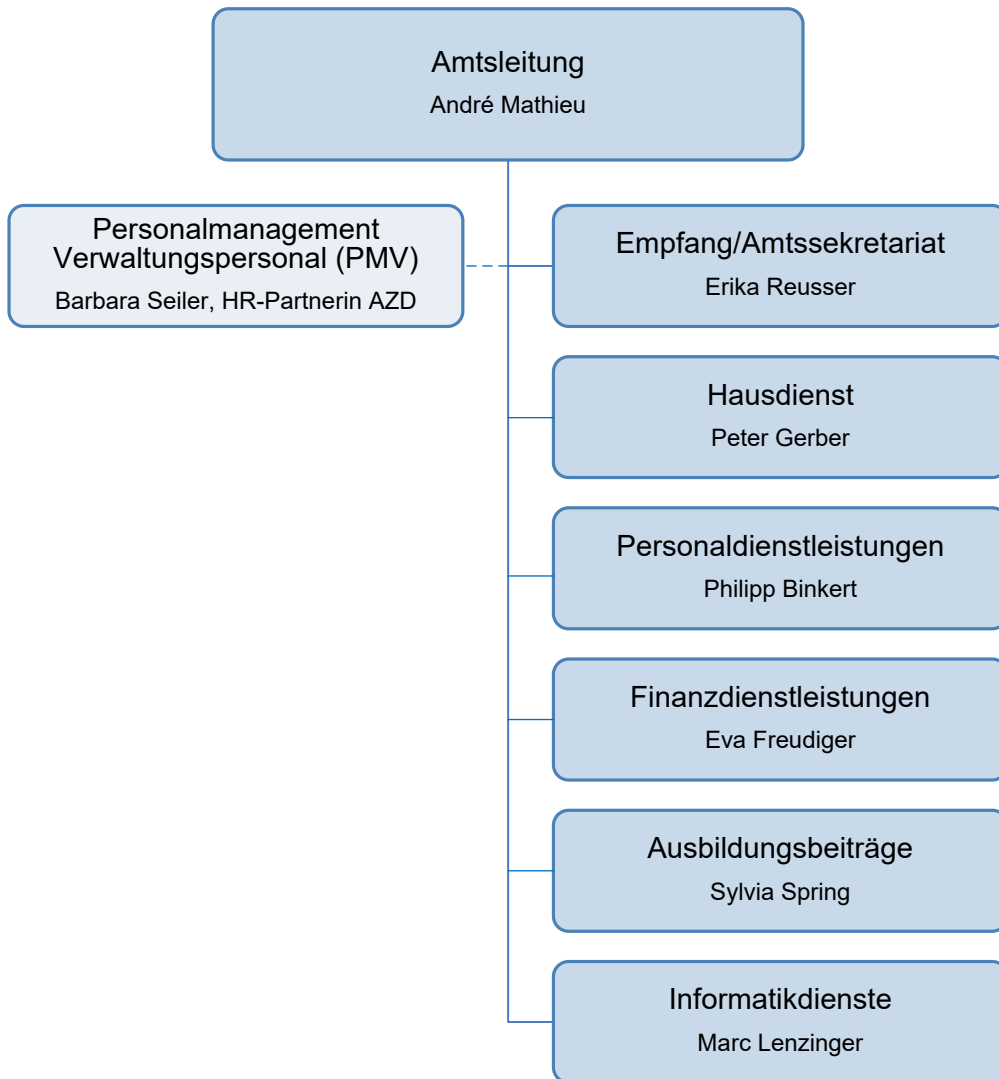 Amtsleitung
André Mathieu
Personalmanagement
Verwaltungspersonal (PMV)
Barbara Seiler, HR-Partnerin AZD
Empfang/Amtssekretariat
Erika Reusser
Hausdienst
Peter Gerber
Personaldienstleistungen
Philipp Binkert
Finanzdienstleistungen
Eva Freudiger
Ausbildungsbeiträge
Sylvia Spring
Informatikdienste
Marc Lenzinger